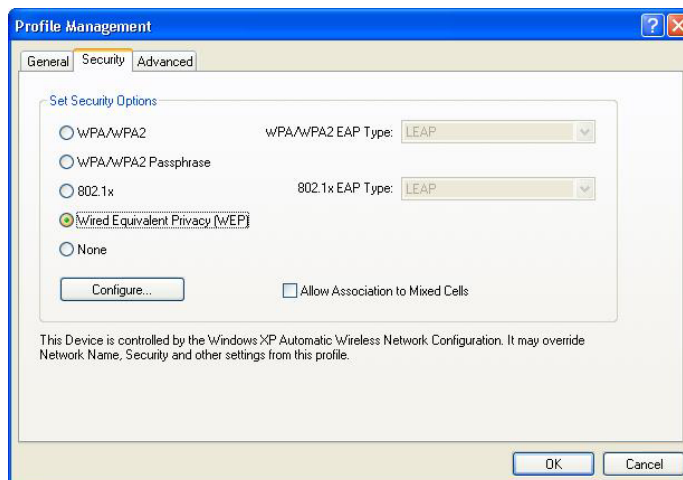 Profile Management
General Security Advanced
Set Security Options
WPA/WPA2 WPA/WPA2 EAP Type: LEAP
WPA/WPA2 Passphrase
802.1x 802.1x EAP Type: LEAP
Wired Equivalent Privacy (WEP)
None
Configure... Allow Association to Mixed Cells
This Device is controlled by the Windows XP Automatic Wireless Network Configuration. It may override
Network Name, Security and other settings from this profile.
OK Cancel